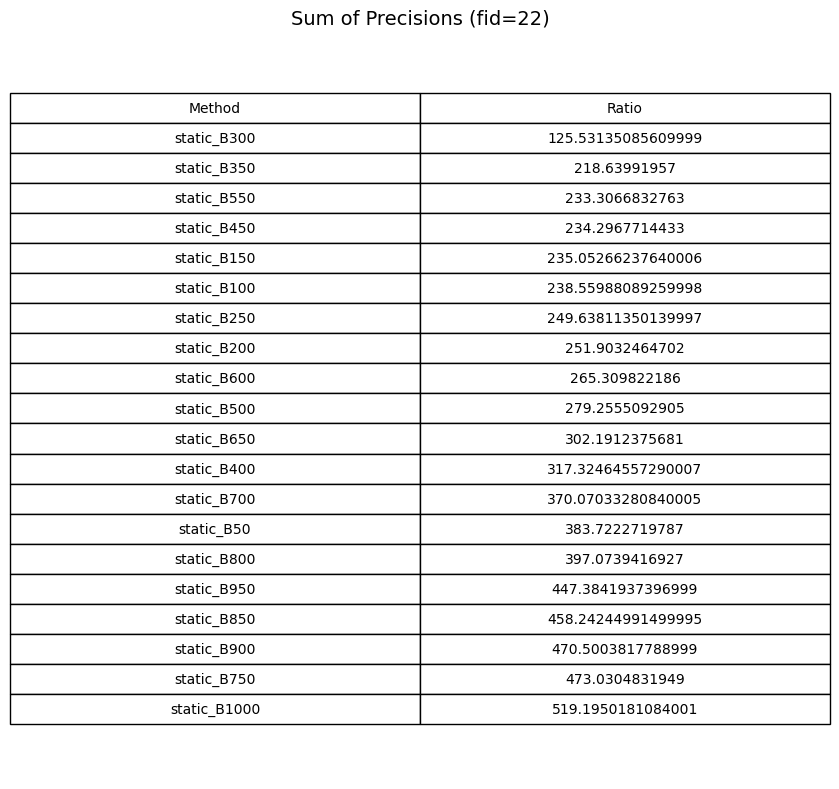 Sum of Precisions (fid=22)
Method Ratio
static_B300 125.53135085609999
static_B350 218.63991957
static_B550 233.3066832763
static_B450 234.2967714433
static_B150 235.05266237640006
static_B100 238.55988089259998
static_B250 249.63811350139997
static_B200 251.9032464702
static_B600 265.309822186
static_B500 279.2555092905
static_B650 302.1912375681
static_B400 317.32464557290007
static_B700 370.07033280840005
static_B50 383.7222719787
static_B800 397.0739416927
static_B950 447.3841937396999
static_B850 458.24244991499995
static_B900 470.5003817788999
static_B750 473.0304831949
static_B1000 519.1950181084001